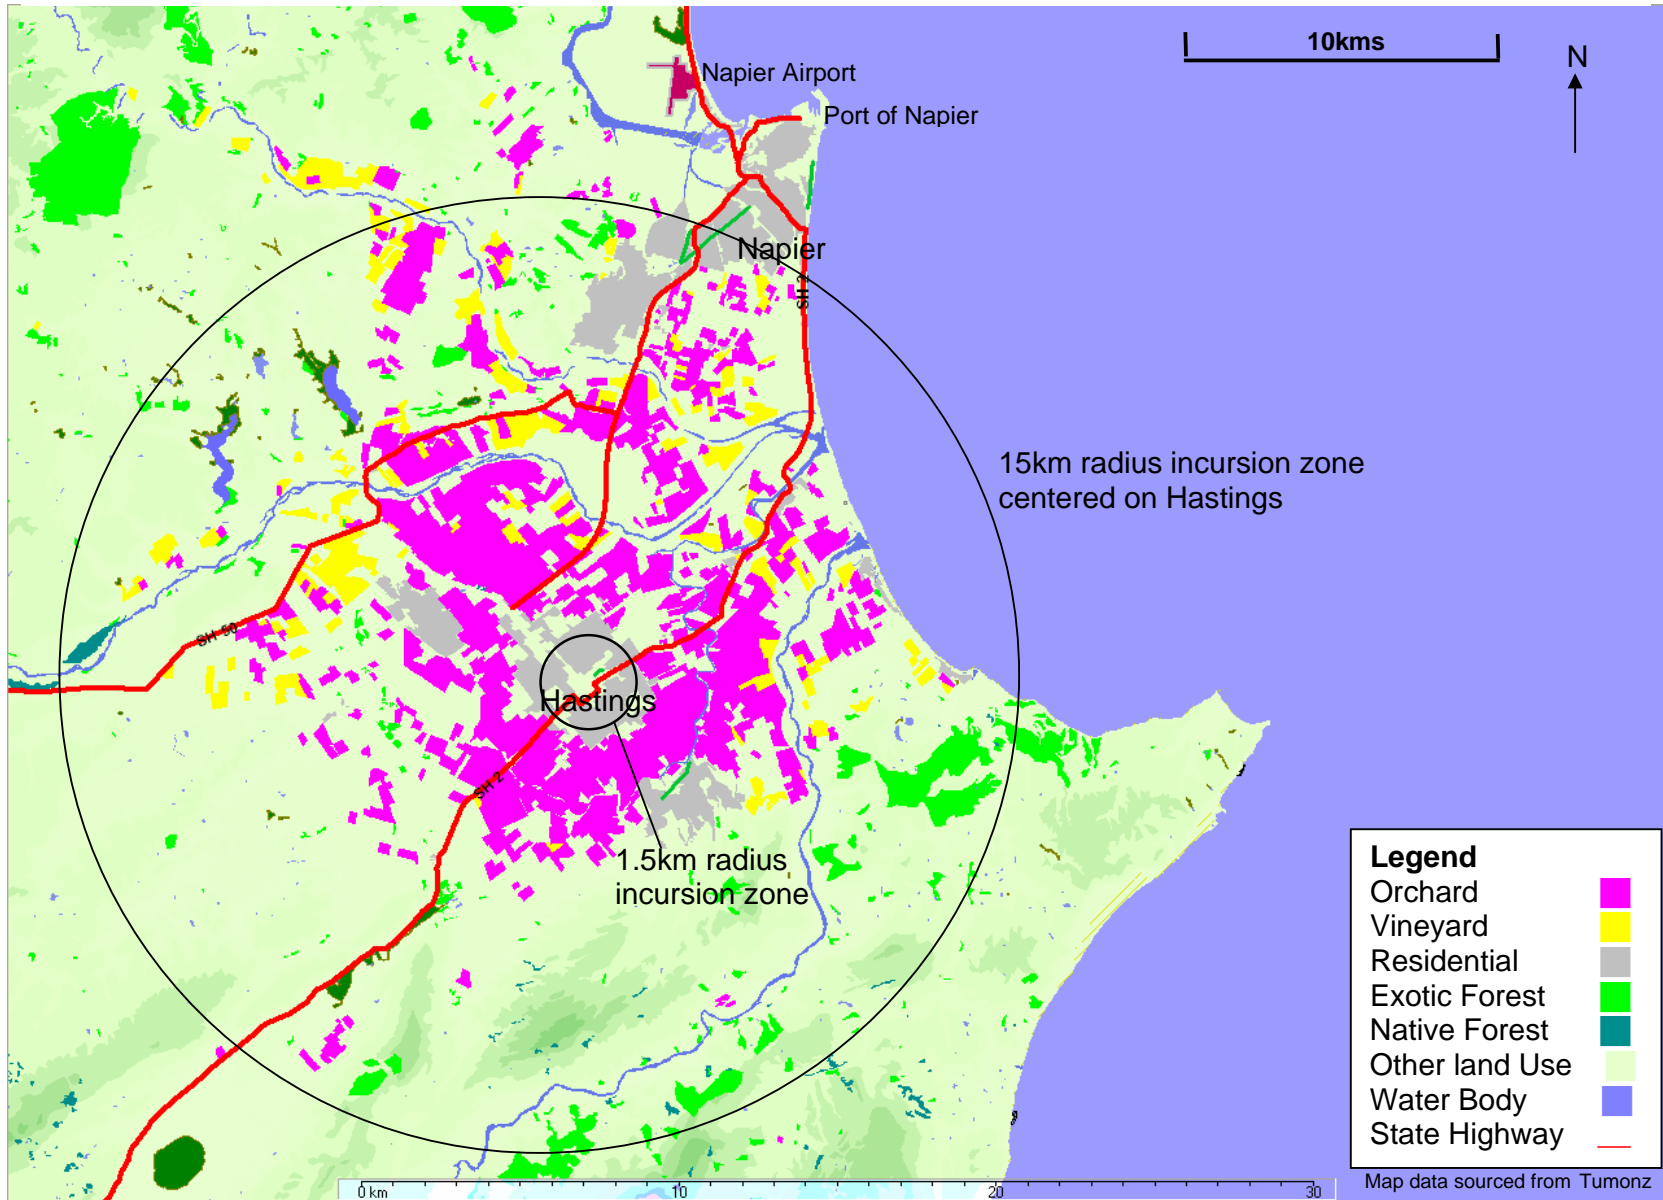 10kms
N
Napier Airport
Port of Napier
Napier
SH 2
15km radius incursion zone
centered on Hastings
SH 50
Hastings
SH 2
1.5km radius
incursion zone
Legend
Orchard
Vineyard
Residential
Exotic Forest
Native Forest
Other land Use
Water Body
State Highway
Map data sourced from Tumonz
0 km
10
20
30